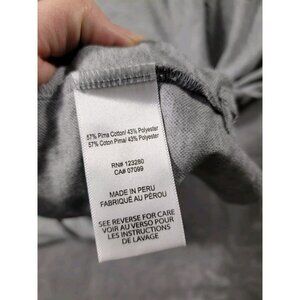 57% Pima Cotton/ 43% Polyester
57% Coton Pima/ 43% Polyester
RN# 123280
CA# 07099
MADE IN PERU
FABRIQUÉ AU PÉROU
SEE REVERSE FOR CARE
VOIR AU VERSO POUR
LES INSTRUCTIONS
DE LAVAGE